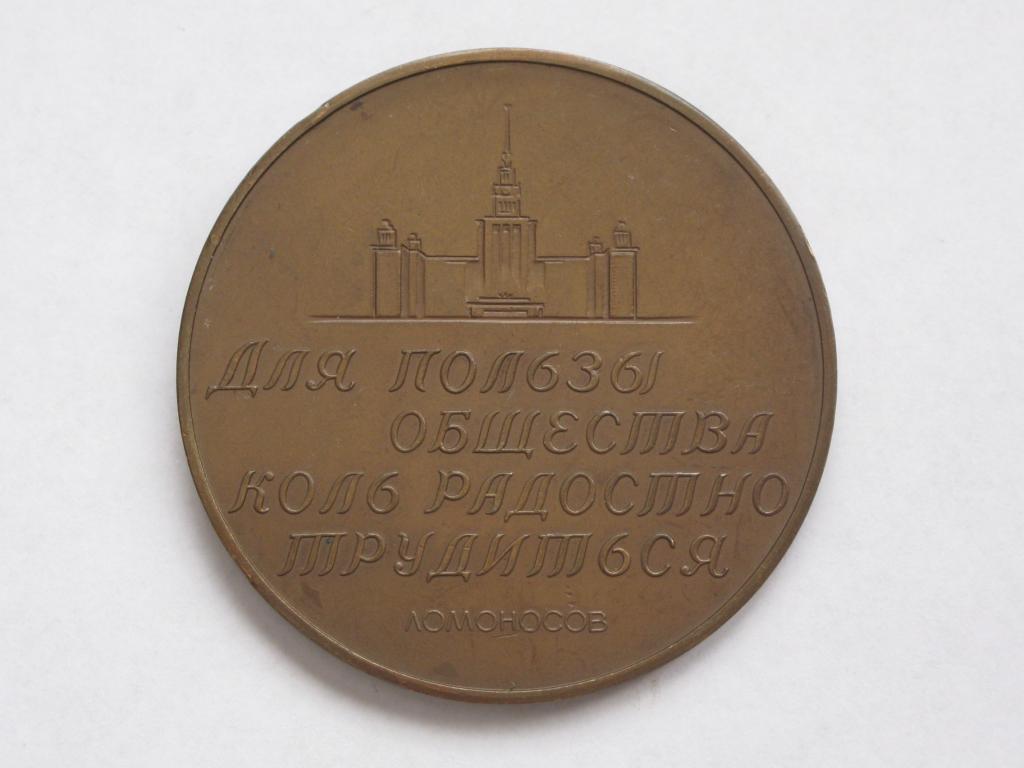 Для пользы
общества
коль радостно
трудиться
ЛОМОНОСОВ